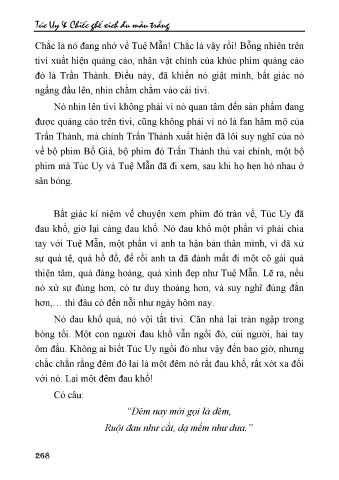 Túc Uy & Chiếc ghế xích đu màu trắng
Chắc là nó đang nhớ về Tuệ Mẫn! Chắc là vậy rồi! Bỗng nhiên trên
tivi xuất hiện quảng cáo, nhân vật chính của khúc phim quảng cáo
đó là Trấn Thành. Điều này, đã khiến nó giật mình, bất giác nó
ngẩng đầu lên, nhìn chằm chằm vào cái tivi.
Nó nhìn lên tivi không phải vì nó quan tâm đến sản phẩm đang
được quảng cáo trên tivi, cũng không phải vì nó là fan hâm mộ của
Trấn Thành, mà chính Trấn Thành xuất hiện đã lôi suy nghĩ của nó
về bộ phim Bố Già, bộ phim đó Trấn Thành thủ vai chính, một bộ
phim mà Túc Uy và Tuệ Mẫn đã đi xem, sau khi họ hẹn hò nhau ở
sân bóng.
Bất giác kỉ niệm về chuyện xem phim đó tràn về, Túc Uy đã
đau khổ, giờ lại càng đau khổ. Nó đau khổ một phần vì phải chia
tay với Tuệ Mẫn, một phần vì anh ta hận bản thân mình, vì đã xử
sự quá tệ, quá hồ đồ, để rồi anh ta đã đánh mất đi một cô gái quá
thiện tâm, quá đàng hoàng, quá xinh đẹp như Tuệ Mẫn. Lẽ ra, nếu
nó xử sự đúng hơn, có tư duy thoáng hơn, và suy nghĩ đúng đắn
hơn,… thì đâu có đến nỗi như ngày hôm nay.
Nó đau khổ quá, nó vội tắt tivi. Căn nhà lại tràn ngập trong
bóng tối. Một con người đau khổ vẫn ngồi đó, cúi người, hai tay
ôm đầu. Không ai biết Túc Uy ngồi đó như vậy đến bao giờ, nhưng
chắc chắn rằng đêm đó lại là một đêm nó rất đau khổ, rất xót xa đối
với nó. Lại một đêm đau khổ!
Có câu:
“Đêm nay mới gọi là đêm,
Ruột đau như cắt, dạ mềm như dưa.”
268